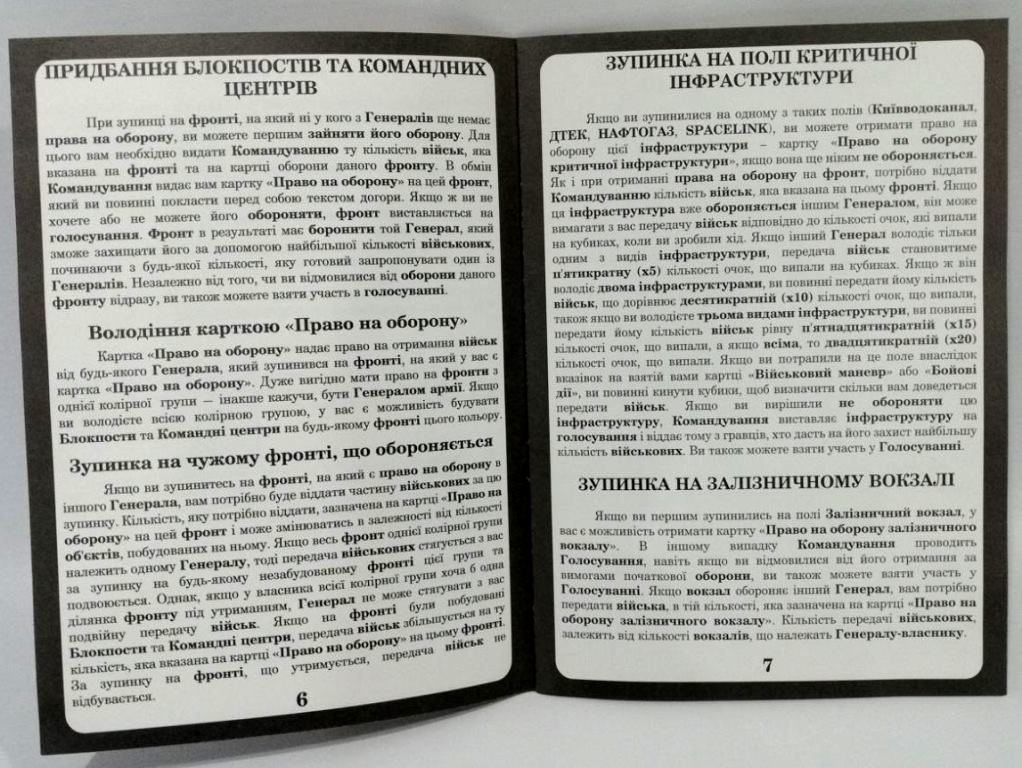 ПРИДБАННЯ БЛОКПОСТІВ ТА КОМАНДНИХ
ЦЕНТРІВ
При зупинці на фронті, на який ні у кого з Генералів ще немає
права на оборону, ви можете першим зайняти його оборону. Для
цього вам необхідно видати Командуванню ту кількість військ, яка
вказана на фронті та на картці оборони даного фронту. В обмін
Командування видає вам картку «Право на оборону» на цей фронт,
який ви повинні покласти перед собою текстом догори. Якщо ж ви не
хочете або не можете його обороняти, фронт виставляється на
голосування. Фронт в результаті має боронити той Генерал, який
зможе захищати його за допомогою найбільшої кількості військових,
починаючи з будь-якої кількості, яку готовий запропонувати один із
Генералів. Незалежно від того, чи ви відмовилися від оборони даного
фронту відразу, ви також можете взяти участь в голосуванні.
Володіння карткою «Право на оборону»
Картка «Право на оборону» надає право на отримання військ
від будь-якого Генерала, який зупинився на фронті, на який у вас є
картка «Право на оборону». Дуже вигідно мати право на фронти з
однієї колірної групи — інакше кажучи, бути Генералом армії. Якщо
ви володієте всією колірною групою, у вас є можливість будувати
Блокпости та Командні центри на будь-якому фронті цього кольору.
Зупинка на чужому фронті, що обороняється
Якщо ви зупинитесь на фронті, на який є право на оборону в
іншого Генерала, вам потрібно буде віддати частину військових за цю
зупинку. Кількість, яку потрібно віддати, зазначена на картці «Право на
оборону» на цей фронт і може змінюватись в залежності від кількості
об'єктів, побудованих на ньому. Якщо весь фронт однієї колірної групи
належить одному Генералу, тоді передача військових стягується з вас
за зупинку на будь-якому незабудованому фронті цієї групи та
подвоюється. Однак, якщо у власника всієї колірної групи хоча б одна
ділянка фронту під утриманням, Генерал не може стягувати з вас
подвійну передачу військ. Якщо на фронті були побудовані
Блокпости та Командні центри, передача військ збільшується на ту
кількість, яка вказана на картці «Право на оборону» на цьому фронті.
За зупинку на фронті, що утримується, передача військ не
відбувається.
6
ЗУПИНКА НА ПОЛІ КРИТИЧНОЇ
ІНФРАСТРУКТУРИ
Якщо ви зупинилися на одному з таких полів (Київводоканал,
ДТЕК, НАФТОГАЗ, SPACELINK), ви можете отримати право на
оборону цієї інфраструктури – картку «Право на оборону
критичної інфраструктури», якщо вона ще ніким не обороняється.
Як і при отриманні права на оборону на фронт, потрібно віддати
Командуванню кількість військ, яка вказана на цьому фронті. Якщо
ця інфраструктура вже обороняється іншим Генералом, він може
вимагати з вас передачу військ відповідно до кількості очок, які випали
на кубиках, коли ви зробили хід. Якщо інший Генерал володіє тільки
одним з видів інфраструктури, передача військ становитиме
п'ятикратну (х5) кількості очок, що випали на кубиках. Якщо ж він
володіє двома інфраструктурами, ви повинні передати йому кількість
військ, що дорівнює десятикратній (х10) кількості очок, що випали,
також якщо ви володієте трьома видами інфраструктури, ви повинні
передати йому кількість військ рівну п'ятнадцятикратній (х15)
кількості очок, що випали, а якщо всіма, то двадцятикратній (х20)
кількості очок, що випали. Якщо ви потрапили на це поле внаслідок
вказівок на взятій вами картці «Військовий маневр» або «Бойові
дії», ви повинні кинути кубики, щоб визначити скільки вам доведеться
передати військ. Якщо ви вирішили не обороняти цю
інфраструктуру, Командування виставляє інфраструктуру на
голосування і віддає тому з гравців, хто дасть на його захист найбільшу
кількість військових. Ви також можете взяти участь у Голосуванні.
ЗУПИНКА НА ЗАЛІЗНИЧНОМУ ВОКЗАЛІ
Якщо ви першим зупинились на полі Залізничний вокзал, у
вас є можливість отримати картку «Право на оборону залізничного
вокзалу». В іншому випадку Командування проводить
Голосування, навіть якщо ви відмовилися від його отримання за
вимогами початкової оборони, ви також можете взяти участь у
Голосуванні. Якщо вокзал обороняє інший Генерал, вам потрібно
передати війська, в тій кількості, яка зазначена на картці «Право на
оборону залізничного вокзалу». Кількість передачі військових,
залежить від кількості вокзалів, що належать Генералу-власнику.
7